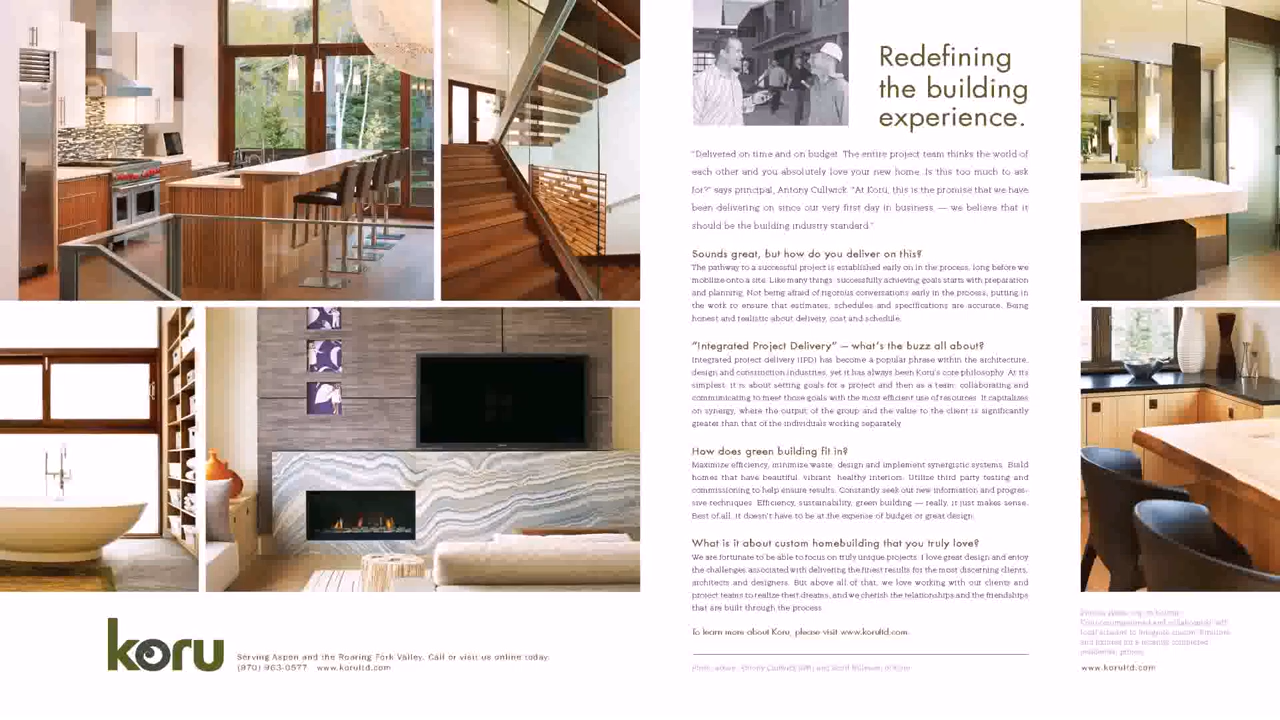 Redefining
the building
experience.
"Delivered on time and on budget. The entire project team thinks the world of
each other and you absolutely love your new home. Is this too much to ask
for?" says principal, Antony Cullwick. "At Koru, this is the promise that we have
been delivering on since our very first day in business — we believe that it
should be the building industry standard."
Sounds great, but how do you deliver on this?
The pathway to a successful project is established early on in the process, long before we
mobilize onto a site. Like many things, successfully achieving goals starts with preparation
and planning. Not being afraid of rigorous conversations early in the process, putting in
the work to ensure that estimates, schedules and specifications are accurate. Being
honest and realistic about delivery, cost and schedule.
"Integrated Project Delivery" — what's the buzz all about?
Integrated project delivery (IPD) has become a popular phrase within the architecture,
design and construction industries, yet it has always been Koru's core philosophy. At its
simplest, it is about setting goals for a project and then as a team, collaborating and
communicating to meet those goals with the most efficient use of resources. It capitalizes
on synergy, where the output of the group and the value to the client is significantly
greater than that of the individuals working separately.
How does green building fit in?
Maximize efficiency, minimize waste, design and implement synergistic systems. Build
homes that have beautiful, vibrant, healthy interiors. Utilize third party testing and
commissioning to help ensure results. Constantly seek out new information and progres-
sive techniques. Efficiency, sustainability, green building — really, it just makes sense.
Best of all, it doesn't have to be at the expense of budget or great design.
What is it about custom homebuilding that you truly love?
We are fortunate to be able to focus on truly unique projects. I love great design and enjoy
the challenges associated with delivering the finest results for the most discerning clients,
architects and designers. But above all of that, we love working with our clients and
project teams to realize their dreams, and we cherish the relationships and the friendships
that are built through the process.
To learn more about Koru, please visit www.korultd.com.
koru
Serving Aspen and the Roaring Fork Valley. Call or visit us online today.
(970) 963-0577 www.korultd.com
www.korultd.com